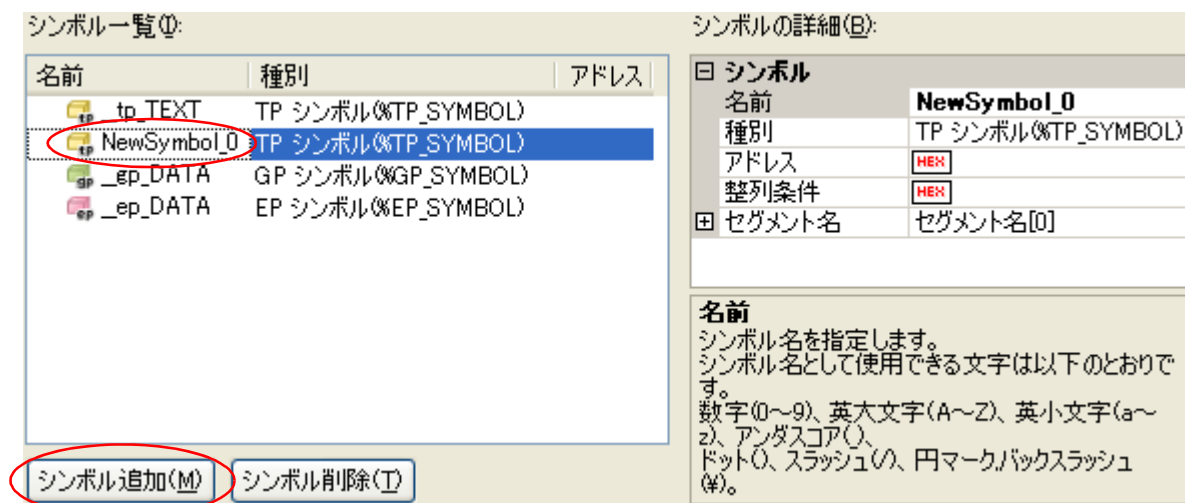 シンボル一覧(I):
名前 種別 アドレス
__tp_TEXT TP シンボル(%TP_SYMBOL)
NewSymbol_0 TP シンボル(%TP_SYMBOL)
__gp_DATA GP シンボル(%GP_SYMBOL)
__ep_DATA EP シンボル(%EP_SYMBOL)
シンボル追加(M) シンボル削除(T)
シンボルの詳細(B):
シンボル
名前 NewSymbol_0
種別 TP シンボル(%TP_SYMBOL)
アドレス HEX
整列条件 HEX
セグメント名 セグメント名[0]
名前
シンボル名を指定します。
シンボル名として使用できる文字は以下のとおりで
す。
数字(0～9)、英大文字(A～Z)、英小文字(a～
z)、アンダスコア(_)、
ドット(.)、スラッシュ(/)、円マーク,バックスラッシュ
(¥)。